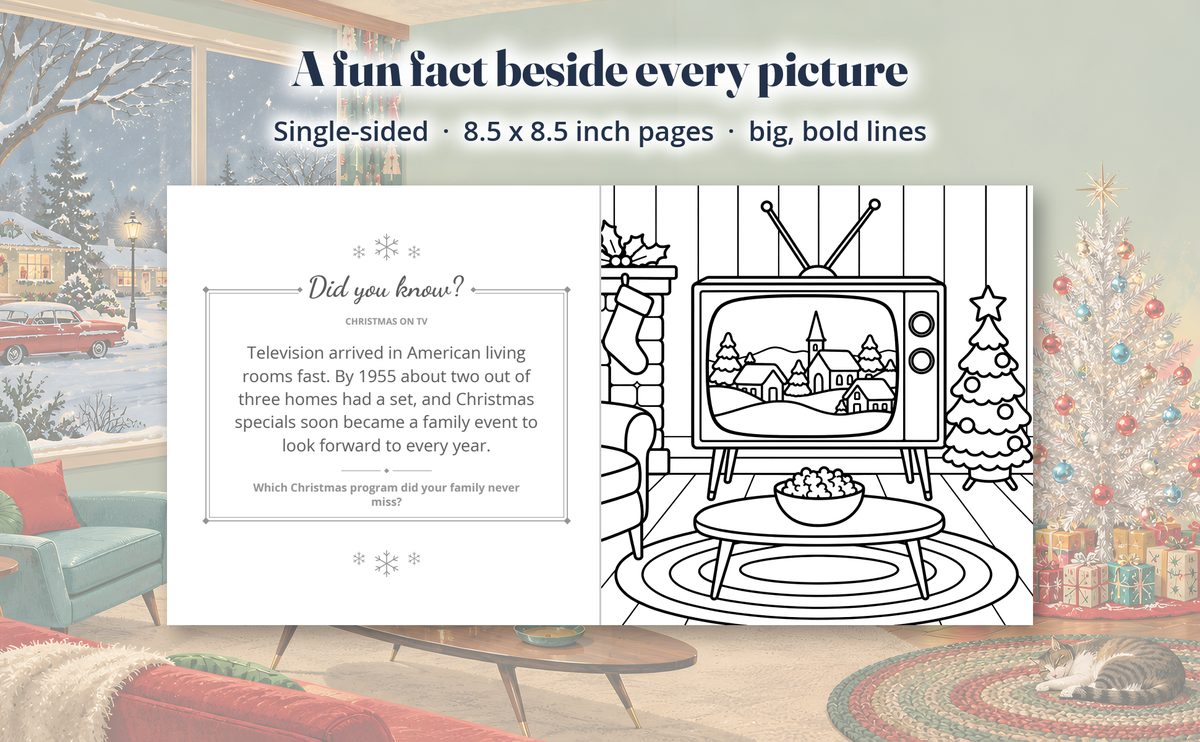 A fun fact beside every picture
Single-sided · 8.5 x 8.5 inch pages · big, bold lines
Did you know?
CHRISTMAS ON TV
Television arrived in American living
rooms fast. By 1955 about two out of
three homes had a set, and Christmas
specials soon became a family event to
look forward to every year.
Which Christmas program did your family never
miss?